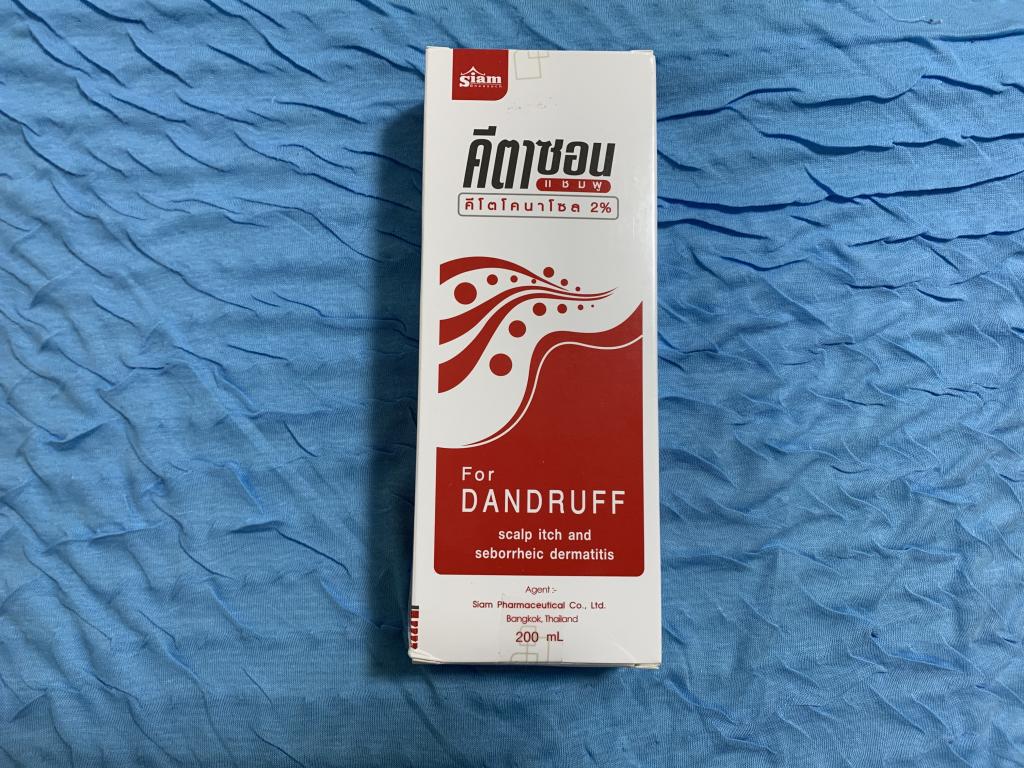 Siam
คีตาซอน
แชมพู
คีโตโคนาโซล 2%
For
DANDRUFF
scalp itch and
seborrheic dermatitis
Agent :-
Siam Pharmaceutical Co., Ltd.
Bangkok, Thailand
200 mL